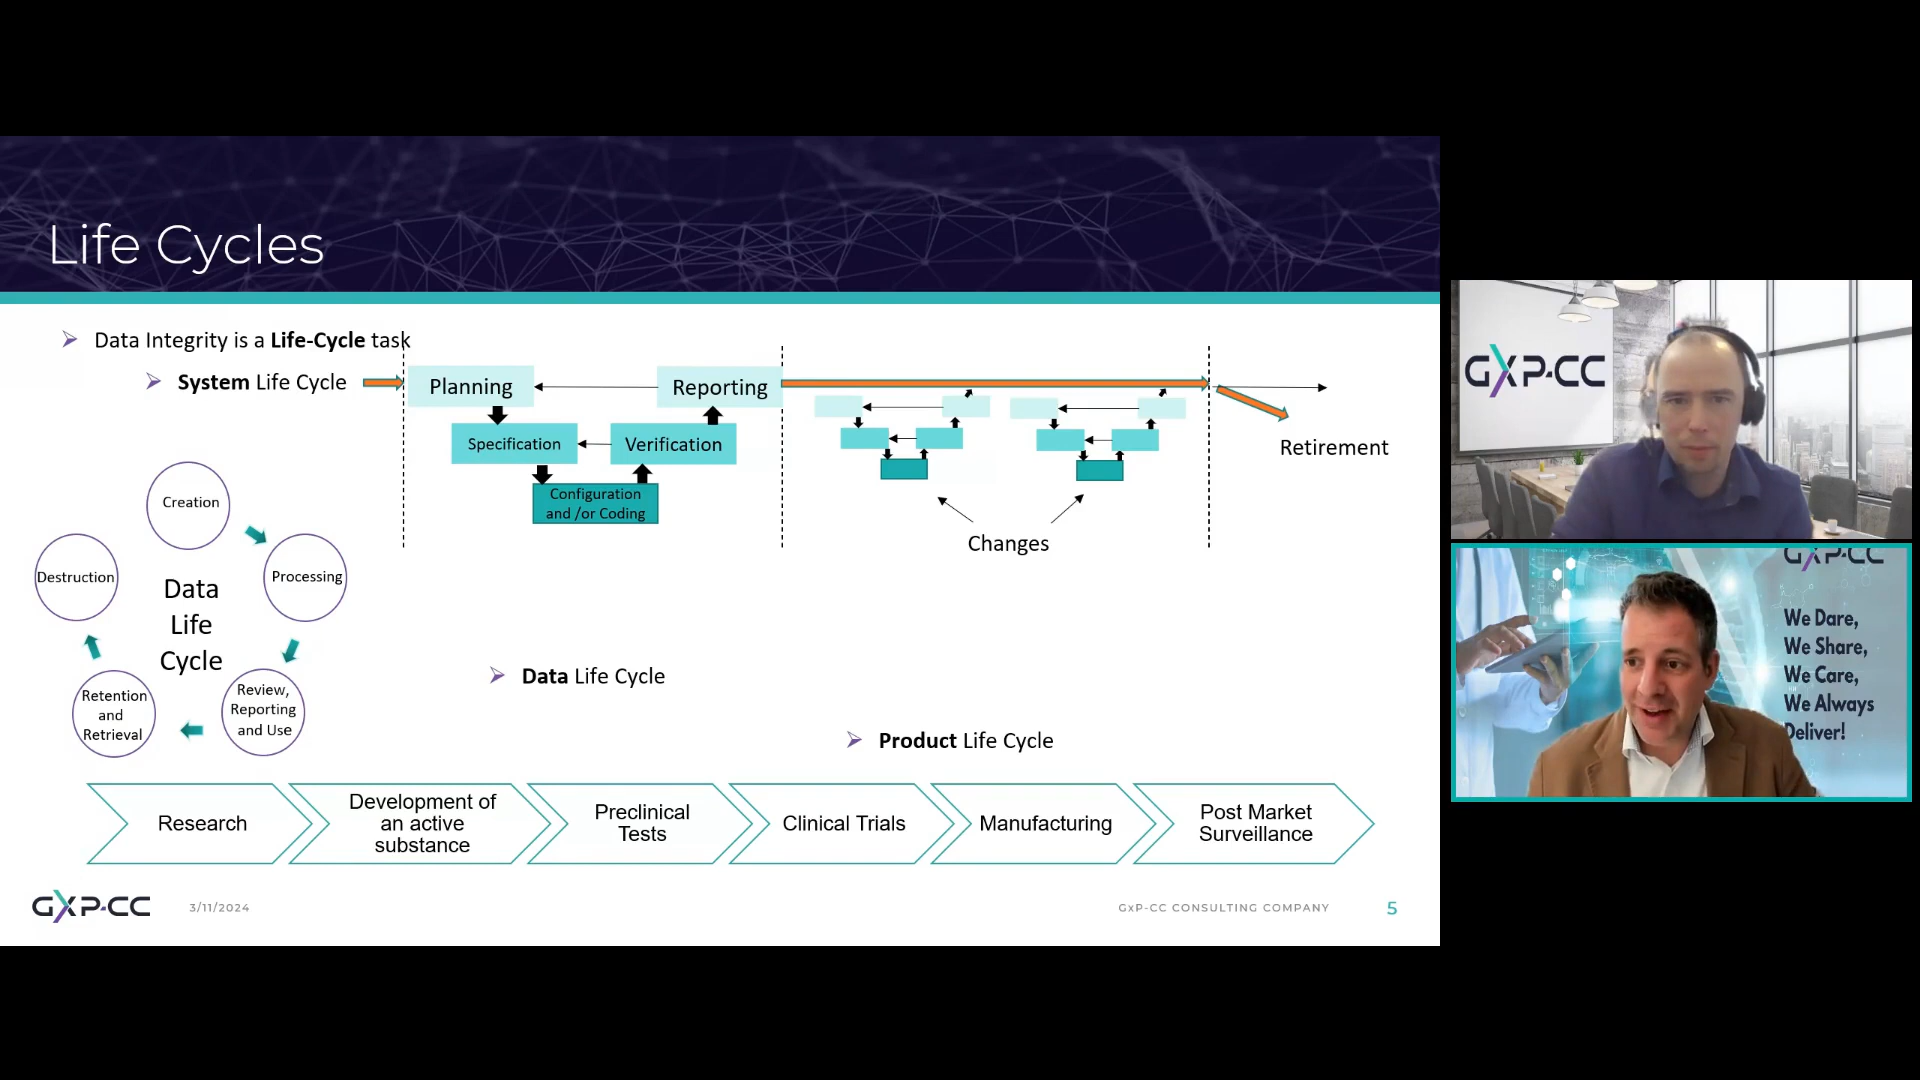 Life Cycles
Data Integrity is a Life-Cycle task
System Life Cycle
Planning
Reporting
Specification
Verification
Configuration
and /or Coding
Changes
Retirement
Creation
Processing
Review,
Reporting
and Use
Retention
and
Retrieval
Destruction
Data
Life
Cycle
Data Life Cycle
Product Life Cycle
Research
Development of
an active
substance
Preclinical
Tests
Clinical Trials
Manufacturing
Post Market
Surveillance
GXP-CC
3/11/2024
GxP-CC CONSULTING COMPANY
5
GXP-CC
GXP-CC
We Dare,
We Share,
We Care,
We Always
Deliver!